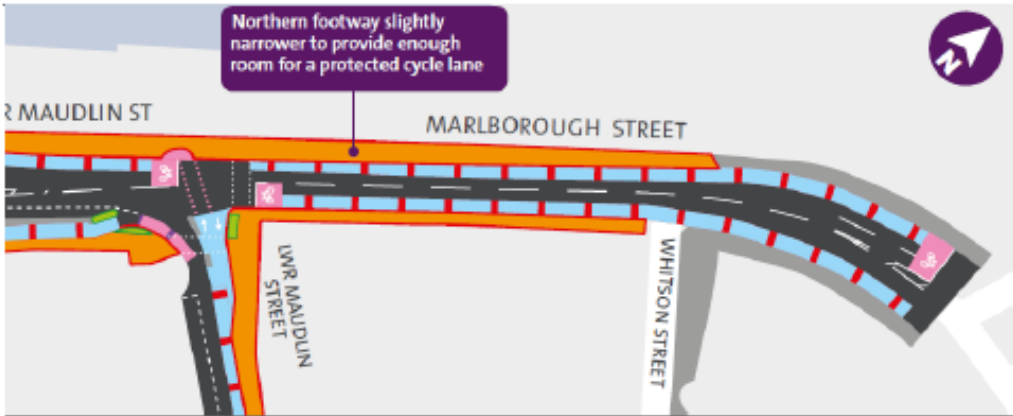 Northern footway slightly
narrower to provide enough
room for a protected cycle lane
N
R MAUDLIN ST
MARLBOROUGH STREET
LWR MAUDLIN
STREET
WHITSON STREET